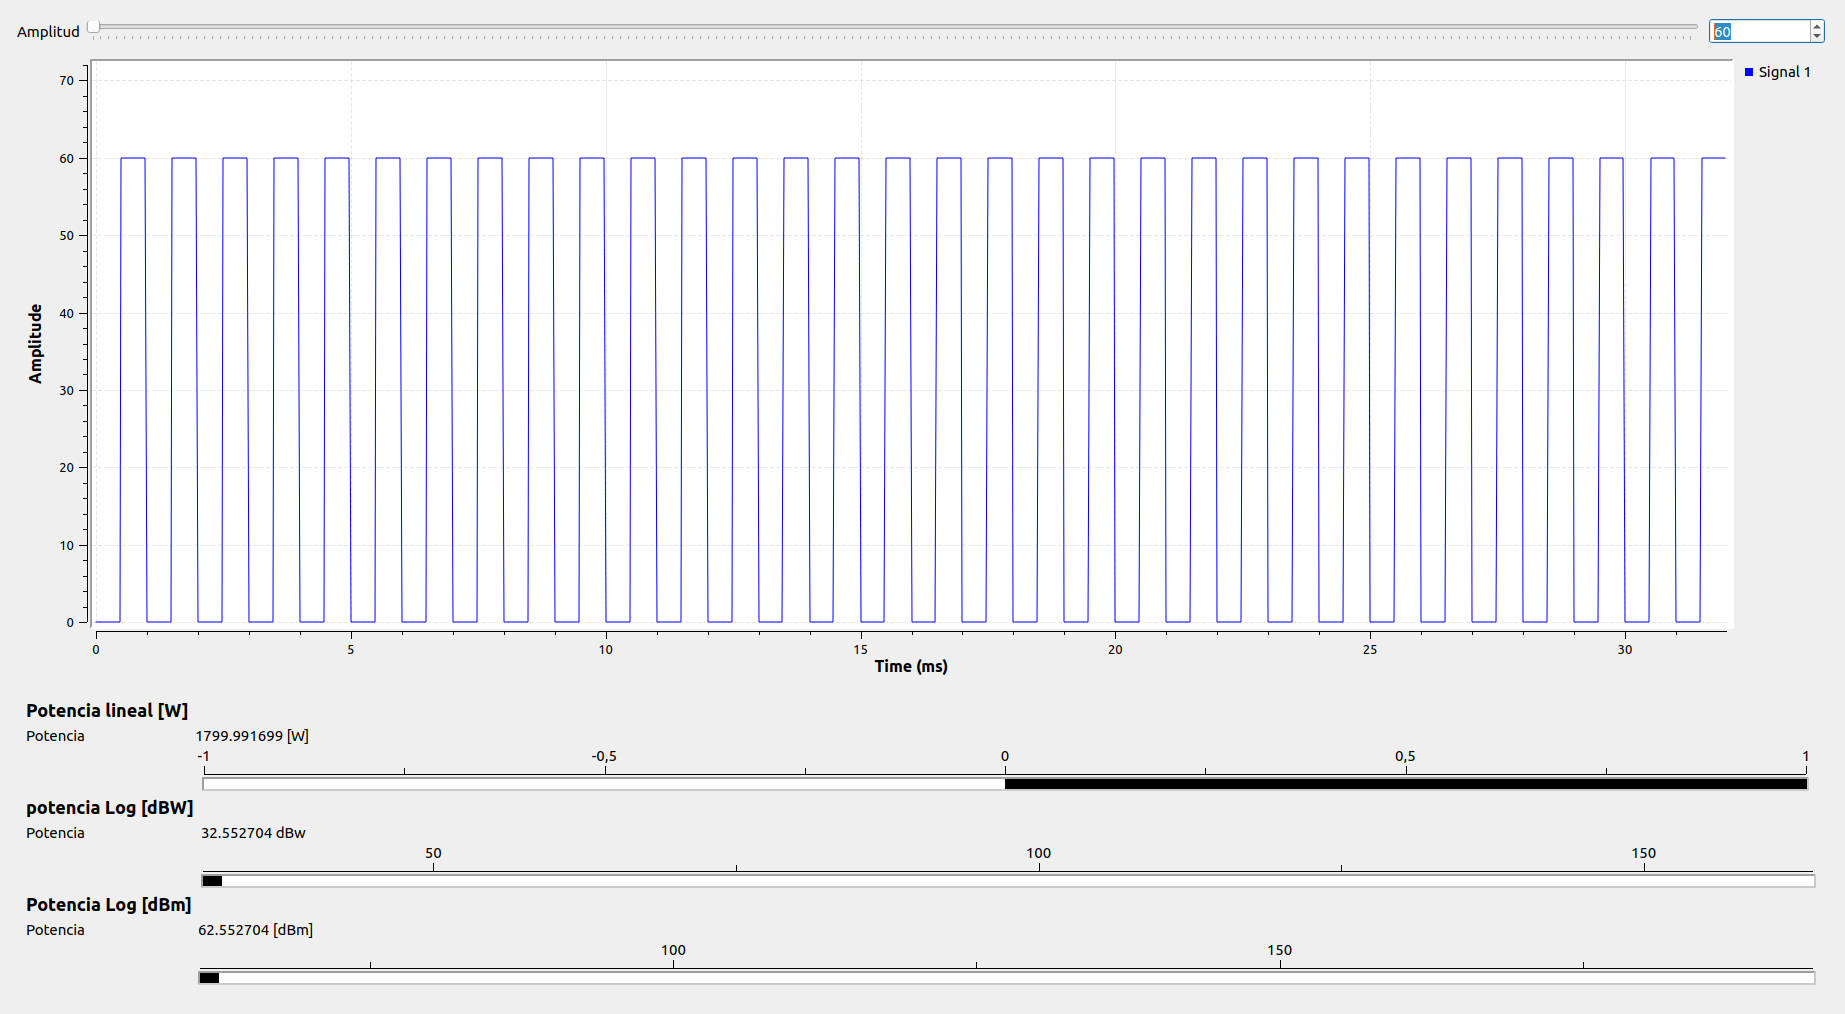 Amplitud
60
Signal 1
70
60
50
40
30
20
10
0
Amplitude
0 5 10 15 20 25 30
Time (ms)
Potencia lineal [W]
Potencia 1799.991699 [W]
-1 -0,5 0 0,5 1
potencia Log [dBW]
Potencia 32.552704 dBw
50 100 150
Potencia Log [dBm]
Potencia 62.552704 [dBm]
100 150